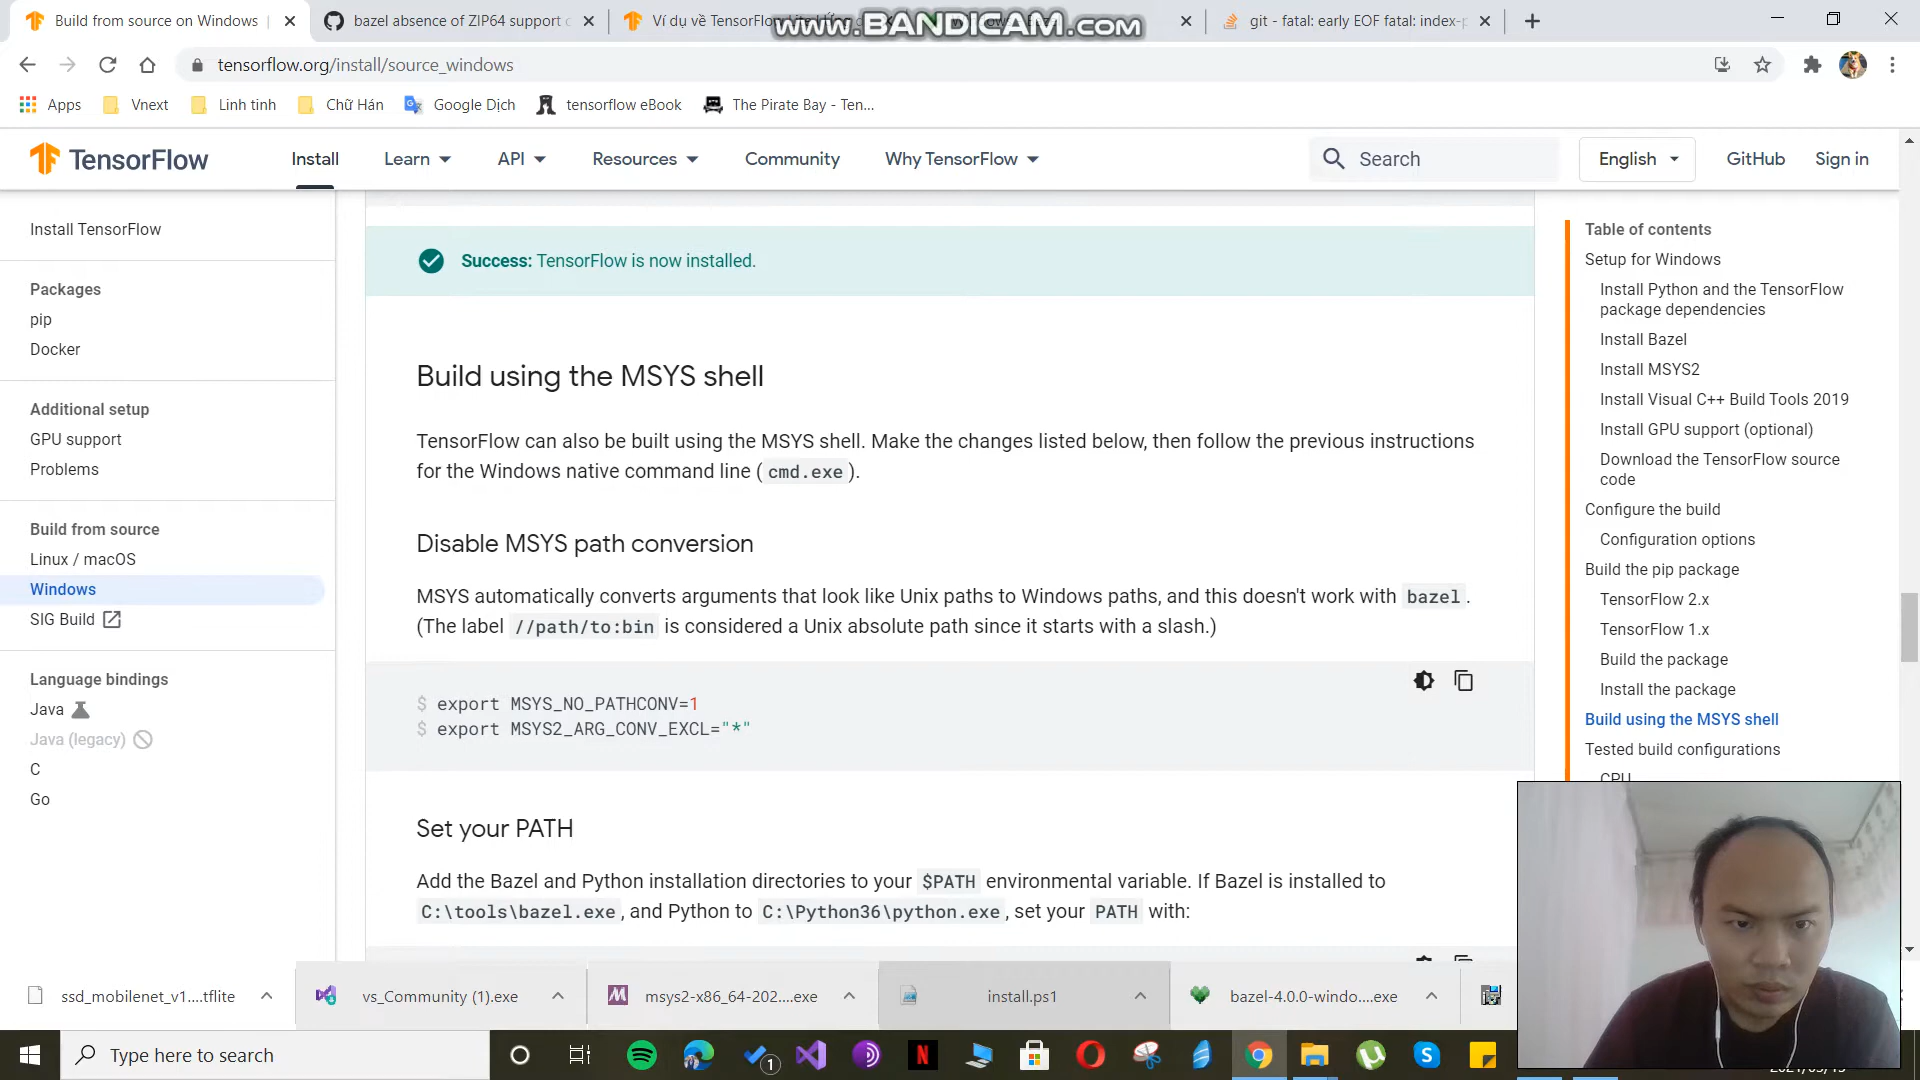 Build from source on Windows
bazel absence of ZIP64 support
Ví dụ về TensorFlow Lite
git - fatal: early EOF fatal: index-p
www.BANDICAM.com
tensorflow.org/install/source_windows
Apps
Vnext
Linh tinh
Chữ Hán
Google Dịch
tensorflow eBook
The Pirate Bay - Ten...
TensorFlow
Install
Learn
API
Resources
Community
Why TensorFlow
Search
English
GitHub
Sign in
Install TensorFlow
Packages
pip
Docker
Additional setup
GPU support
Problems
Build from source
Linux / macOS
Windows
SIG Build
Language bindings
Java
Java (legacy)
C
Go
Success: TensorFlow is now installed.
Build using the MSYS shell
TensorFlow can also be built using the MSYS shell. Make the changes listed below, then follow the previous instructions
for the Windows native command line ( cmd.exe ).
Disable MSYS path conversion
MSYS automatically converts arguments that look like Unix paths to Windows paths, and this doesn't work with bazel .
(The label //path/to:bin is considered a Unix absolute path since it starts with a slash.)
$ export MSYS_NO_PATHCONV=1
$ export MSYS2_ARG_CONV_EXCL="*"
Set your PATH
Add the Bazel and Python installation directories to your $PATH environmental variable. If Bazel is installed to
C:\tools\bazel.exe , and Python to C:\Python36\python.exe , set your PATH with:
Table of contents
Setup for Windows
Install Python and the TensorFlow
package dependencies
Install Bazel
Install MSYS2
Install Visual C++ Build Tools 2019
Install GPU support (optional)
Download the TensorFlow source
code
Configure the build
Configuration options
Build the pip package
TensorFlow 2.x
TensorFlow 1.x
Build the package
Install the package
Build using the MSYS shell
Tested build configurations
CPU
ssd_mobilenet_v1....tflite
vs_Community (1).exe
msys2-x86_64-202....exe
install.ps1
bazel-4.0.0-windo....exe
Type here to search
1